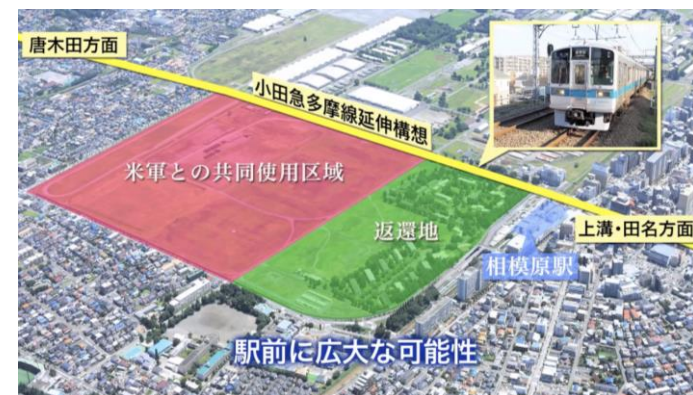 唐木田方面
小田急多摩線延伸構想
米軍との共同使用区域
返還地
上溝・田名方面
相模原駅
駅前に広大な可能性